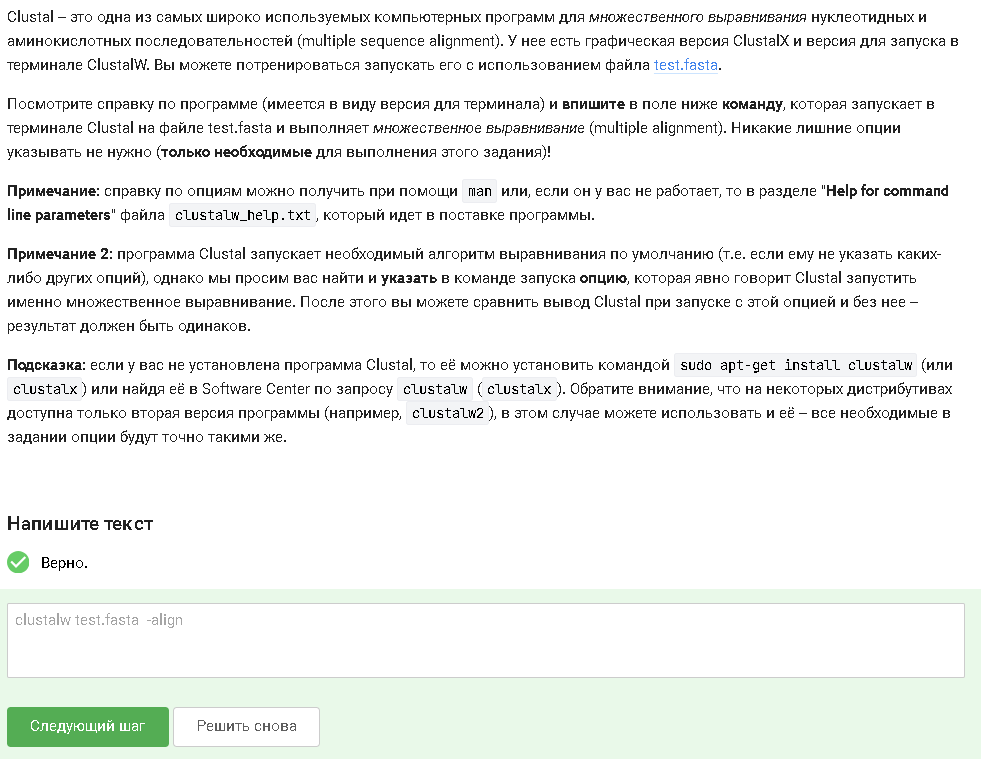 Clustal – это одна из самых широко используемых компьютерных программ для множественного выравнивания нуклеотидных и
аминокислотных последовательностей (multiple sequence alignment). У нее есть графическая версия ClustalX и версия для запуска в
терминале ClustalW. Вы можете потренироваться запускать его с использованием файла test.fasta.
Посмотрите справку по программе (имеется в виду версия для терминала) и впишите в поле ниже команду, которая запускает в
терминале Clustal на файле test.fasta и выполняет множественное выравнивание (multiple alignment). Никакие лишние опции
указывать не нужно (только необходимые для выполнения этого задания)!
Примечание: справку по опциям можно получить при помощи man или, если он у вас не работает, то в разделе "Help for command
line parameters" файла clustalw_help.txt, который идет в поставке программы.
Примечание 2: программа Clustal запускает необходимый алгоритм выравнивания по умолчанию (т.е. если ему не указать каких-
либо других опций), однако мы просим вас найти и указать в команде запуска опцию, которая явно говорит Clustal запустить
именно множественное выравнивание. После этого вы можете сравнить вывод Clustal при запуске с этой опцией и без нее –
результат должен быть одинаков.
Подсказка: если у вас не установлена программа Clustal, то её можно установить командой sudo apt-get install clustalw (или
clustalx) или найдя её в Software Center по запросу clustalw (clustalx). Обратите внимание, что на некоторых дистрибутивах
доступна только вторая версия программы (например, clustalw2), в этом случае можете использовать и её – все необходимые в
задании опции будут точно такими же.
Напишите текст
Верно.
clustalw test.fasta -align
Следующий шаг Решить снова